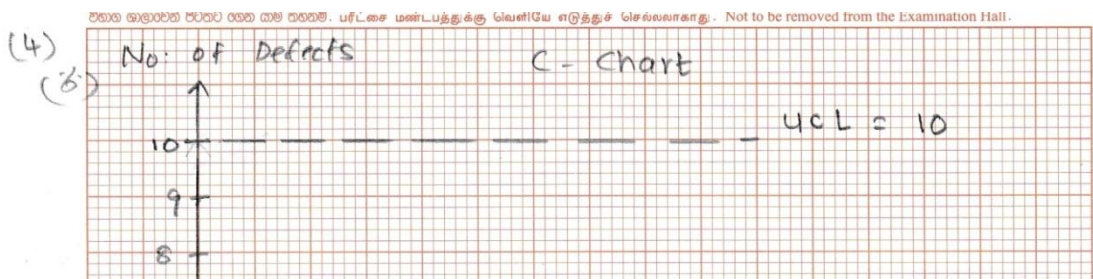 විභාග ශාලාවෙන් පිටතට ගෙන යාම තහනම්. பரீட்சை மண்டபத்துக்கு வெளியே எடுத்துச் செல்லலாகாது. Not to be removed from the Examination Hall.
(4) No. of Defects C - Chart
10 UCL = 10
9
8